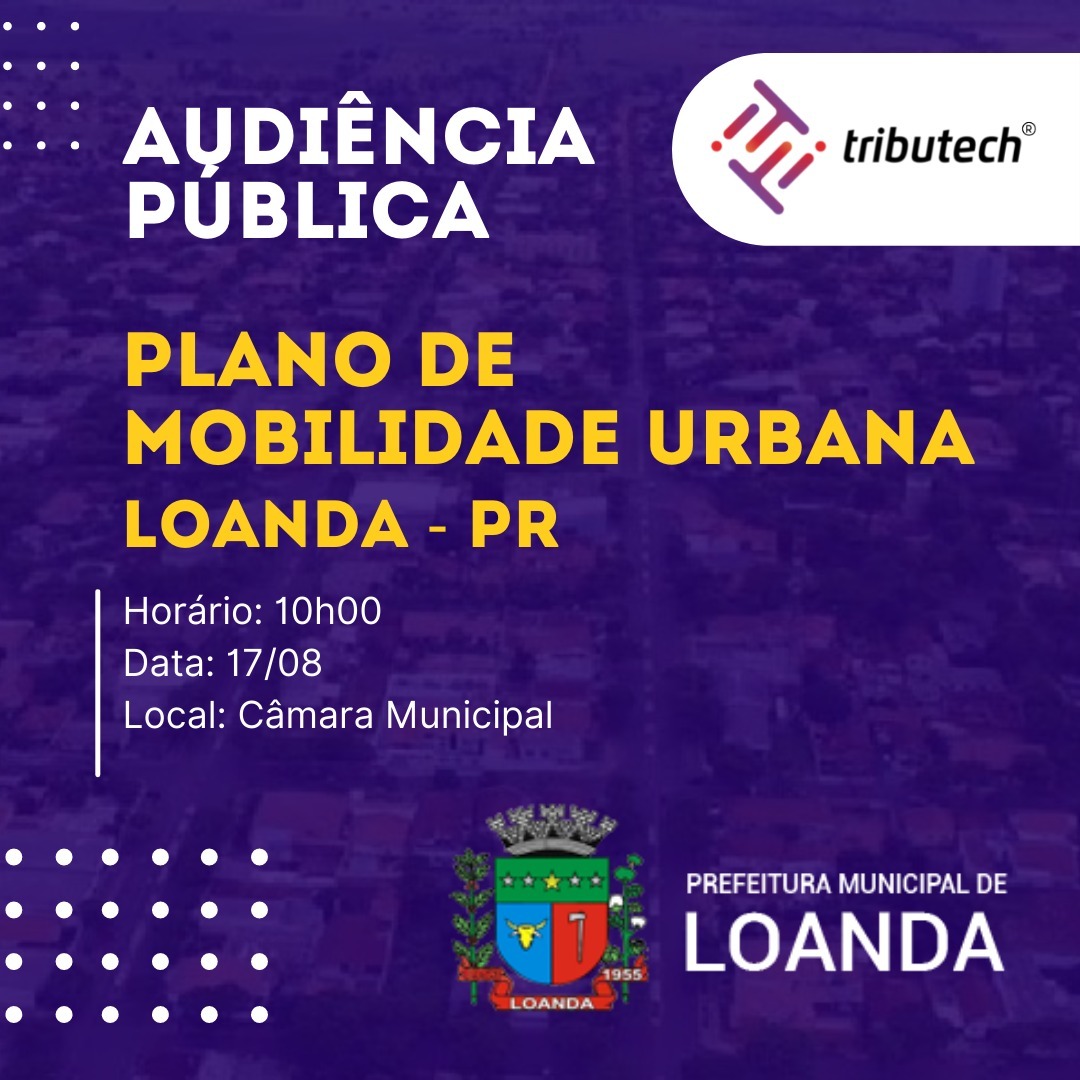 AUDIÊNCIA
PÚBLICA
tributech®
PLANO DE
MOBILIDADE URBANA
LOANDA - PR
Horário: 10h00
Data: 17/08
Local: Câmara Municipal
PREFEITURA MUNICIPAL DE
LOANDA
1955
LOANDA